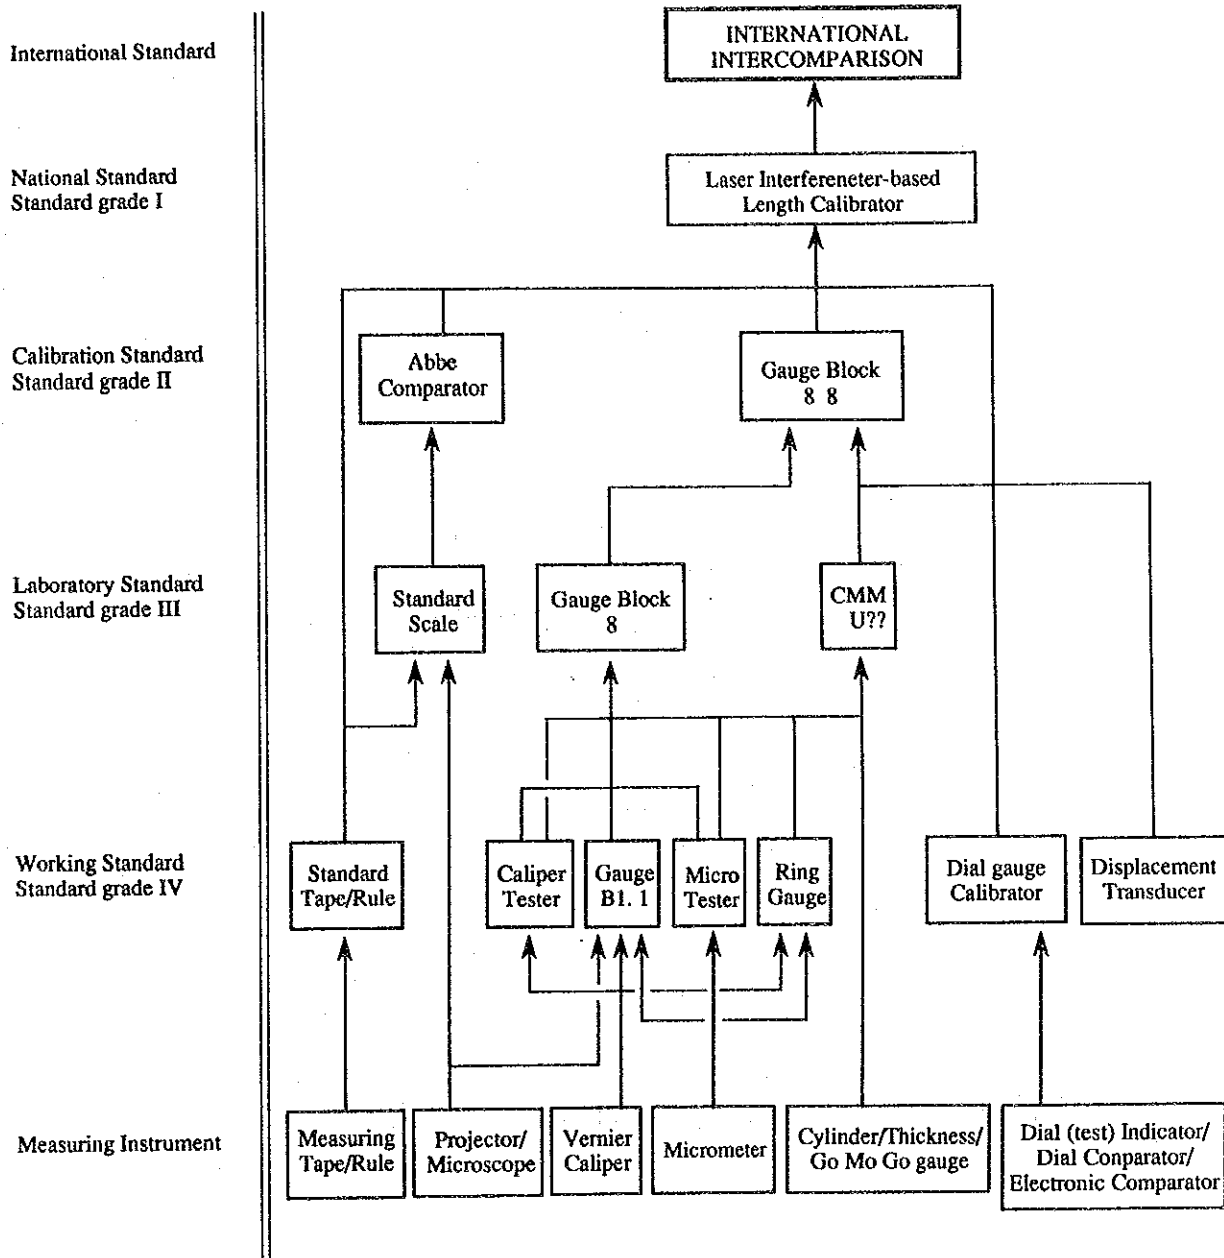 International Standard
INTERNATIONAL
INTERCOMPARISON
National Standard
Standard grade I
Laser Interfereneter-based
Length Calibrator
Calibration Standard
Standard grade II
Abbe
Comparator
Gauge Block
8 8
Laboratory Standard
Standard grade III
Standard
Scale
Gauge Block
8
CMM
U??
Working Standard
Standard grade IV
Standard
Tape/Rule
Caliper
Tester
Gauge
B1. 1
Micro
Tester
Ring
Gauge
Dial gauge
Calibrator
Displacement
Transducer
Measuring Instrument
Measuring
Tape/Rule
Projector/
Microscope
Vernier
Caliper
Micrometer
Cylinder/Thickness/
Go Mo Go gauge
Dial (test) Indicator/
Dial Conparator/
Electronic Comparator